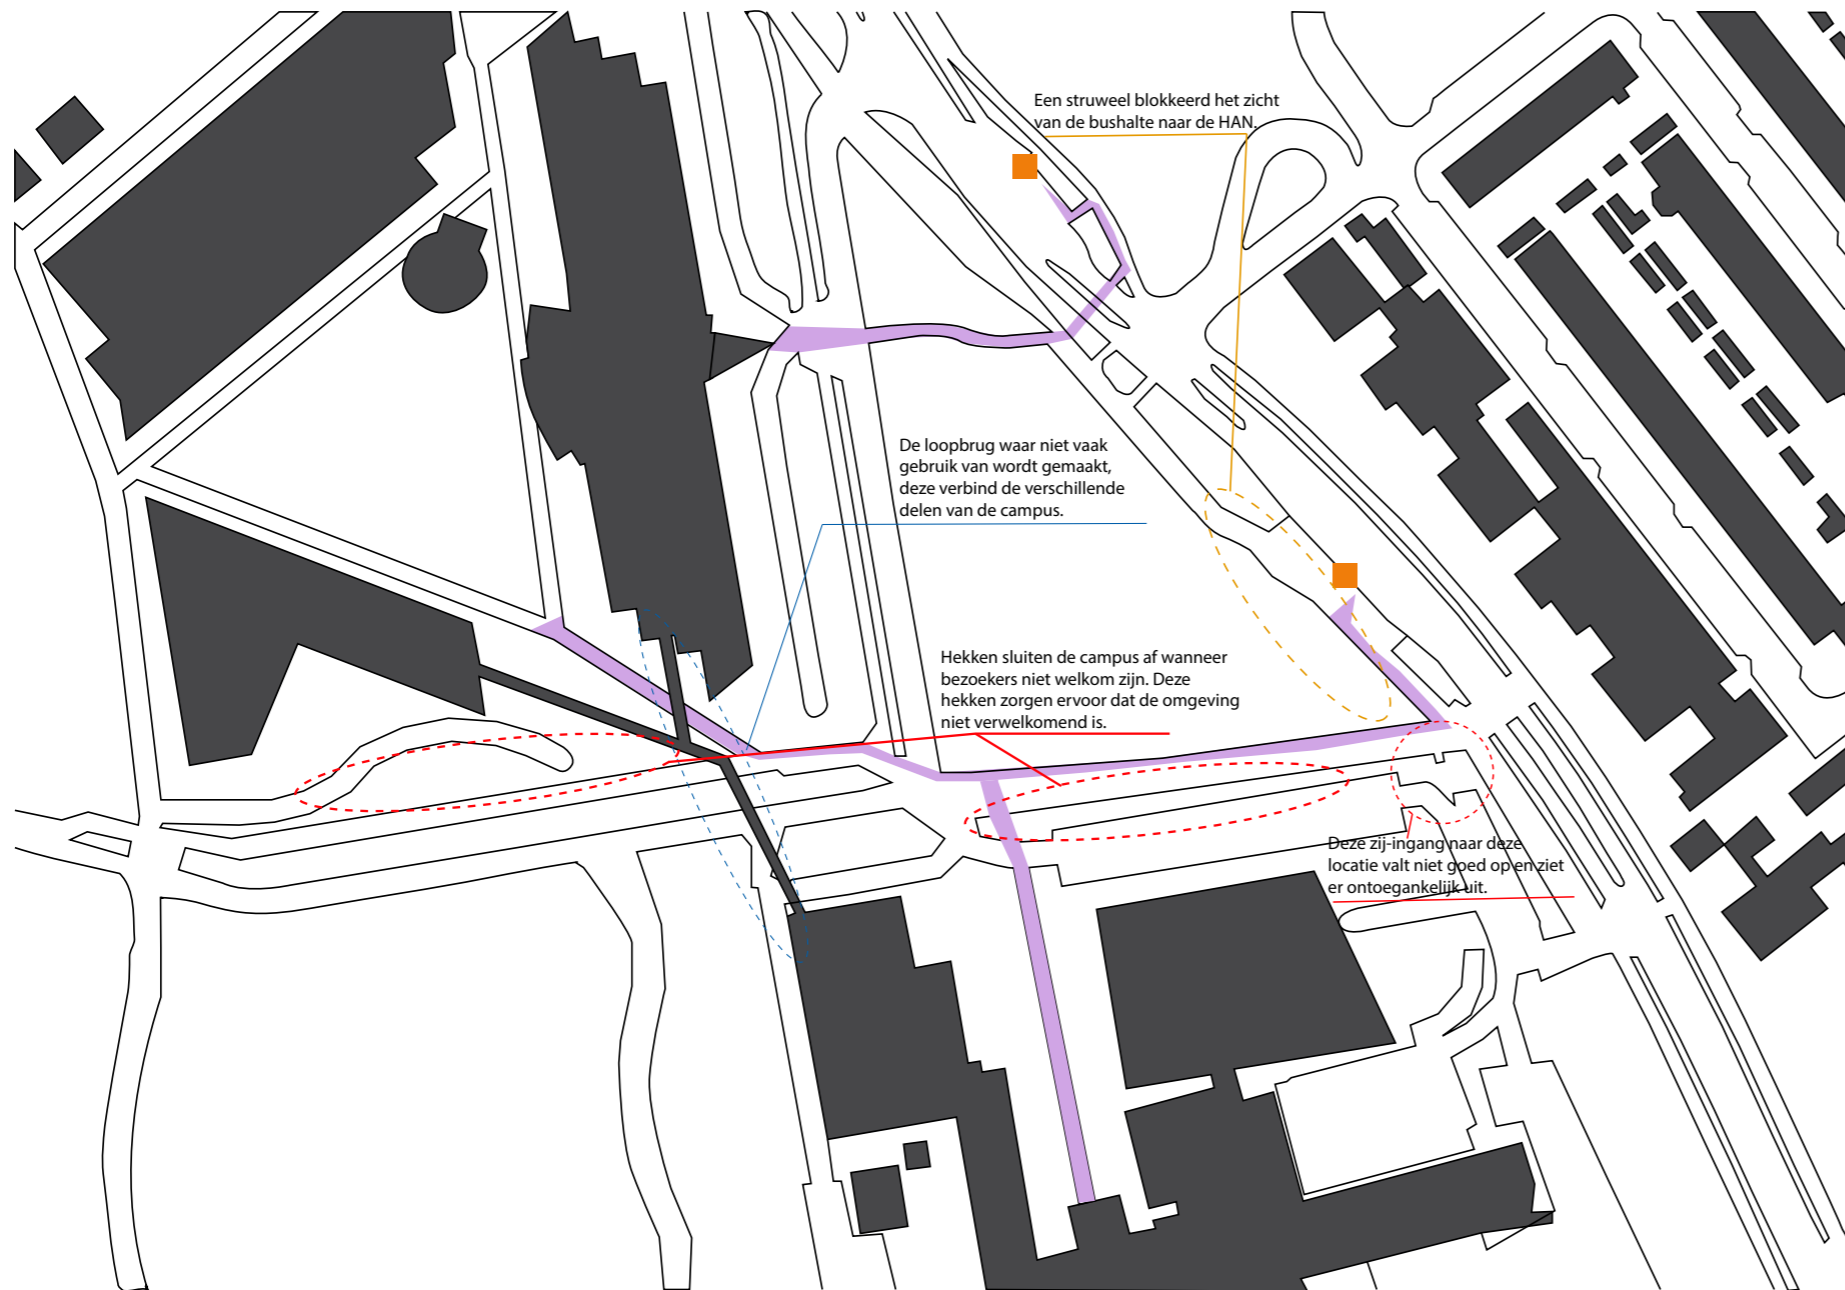 Een struweel blokkeerd het zicht
van de bushalte naar de HAN.
De loopbrug waar niet vaak
gebruik van wordt gemaakt,
deze verbind de verschillende
delen van de campus.
Hekken sluiten de campus af wanneer
bezoekers niet welkom zijn. Deze
hekken zorgen ervoor dat de omgeving
niet verwelkomend is.
Deze zij-ingang naar deze
locatie valt niet goed op en ziet
er ontoegankelijk uit.